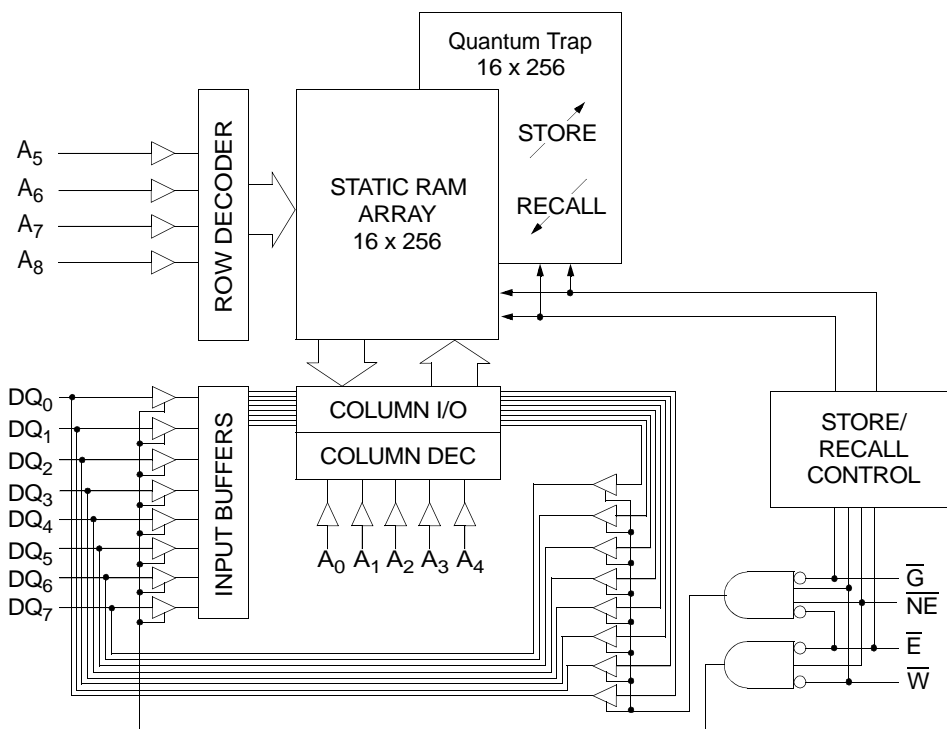 Quantum Trap
16 x 256
STORE
RECALL
A5
A6
A7
A8
ROW DECODER
STATIC RAM
ARRAY
16 x 256
DQ0
DQ1
DQ2
DQ3
DQ4
DQ5
DQ6
DQ7
INPUT BUFFERS
COLUMN I/O
COLUMN DEC
A0 A1 A2 A3 A4
STORE/
RECALL
CONTROL
G̅
N̅E̅
E̅
W̅